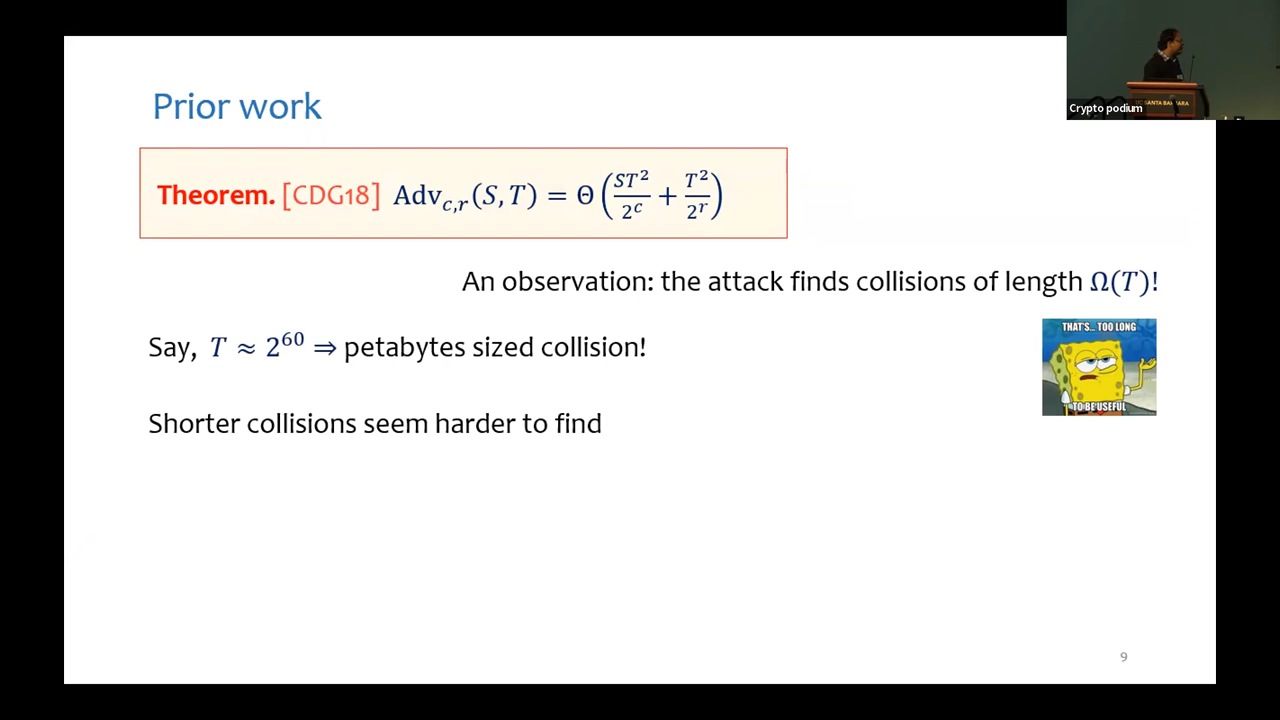 Prior work
Theorem. [CDG18] Adv_{c,r}(S, T) = Θ(ST²/2^c + T²/2^r)
An observation: the attack finds collisions of length Ω(T)!
Say, T ≈ 2^{60} ⇒ petabytes sized collision!
THAT'S... TOO LONG
TO BE USEFUL
Shorter collisions seem harder to find
9
SANTA BARBARA
Crypto podium